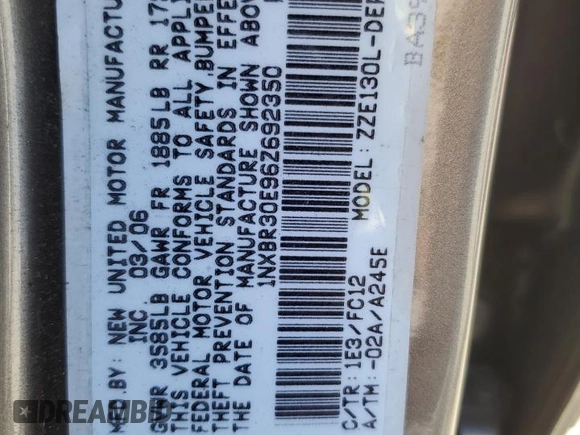 MFD BY: NEW UNITED MOTOR MANUFACTU
INC 03/06
GVWR 3585LB GAWR FR 1885LB RR 17
THIS VEHICLE CONFORMS TO ALL APPLI
FEDERAL MOTOR VEHICLE SAFETY, BUMPE
THEFT PREVENTION STANDARDS IN EFFE
THE DATE OF MANUFACTURE SHOWN ABOV
1NXBR30E96Z692350
C/TR: 1E3/FC12 MODEL: ZZE130L-DE
A/TM: -02A/A245E
BA39
DREAMBID